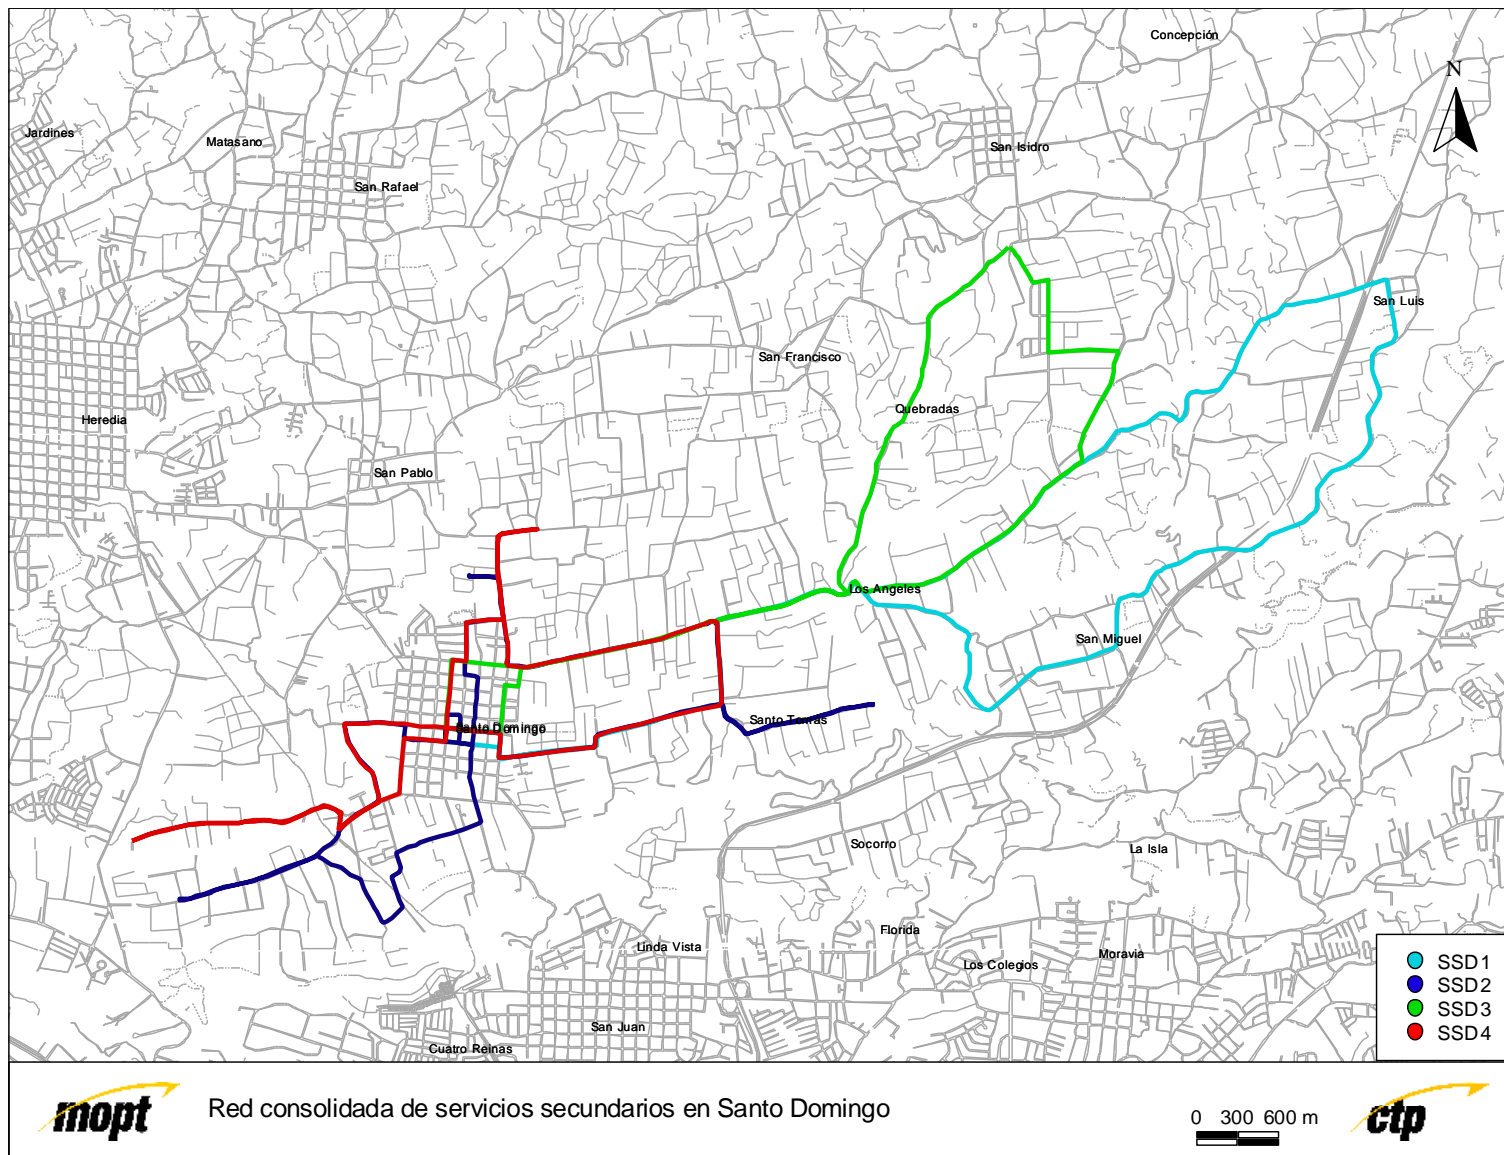 Concepción
N
Jardines
Matasano
San Isidro
San Rafael
San Luis
San Francisco
Quebradas
Heredia
San Pablo
Los Angeles
San Miguel
Santo Tomas
Santo Domingo
Socorro
La Isla
Florida
Linda Vista
Moravia
Los Colegios
San Juan
Cuatro Reinas
SSD1
SSD2
SSD3
SSD4
mopt
Red consolidada de servicios secundarios en Santo Domingo
0 300 600 m
ctp